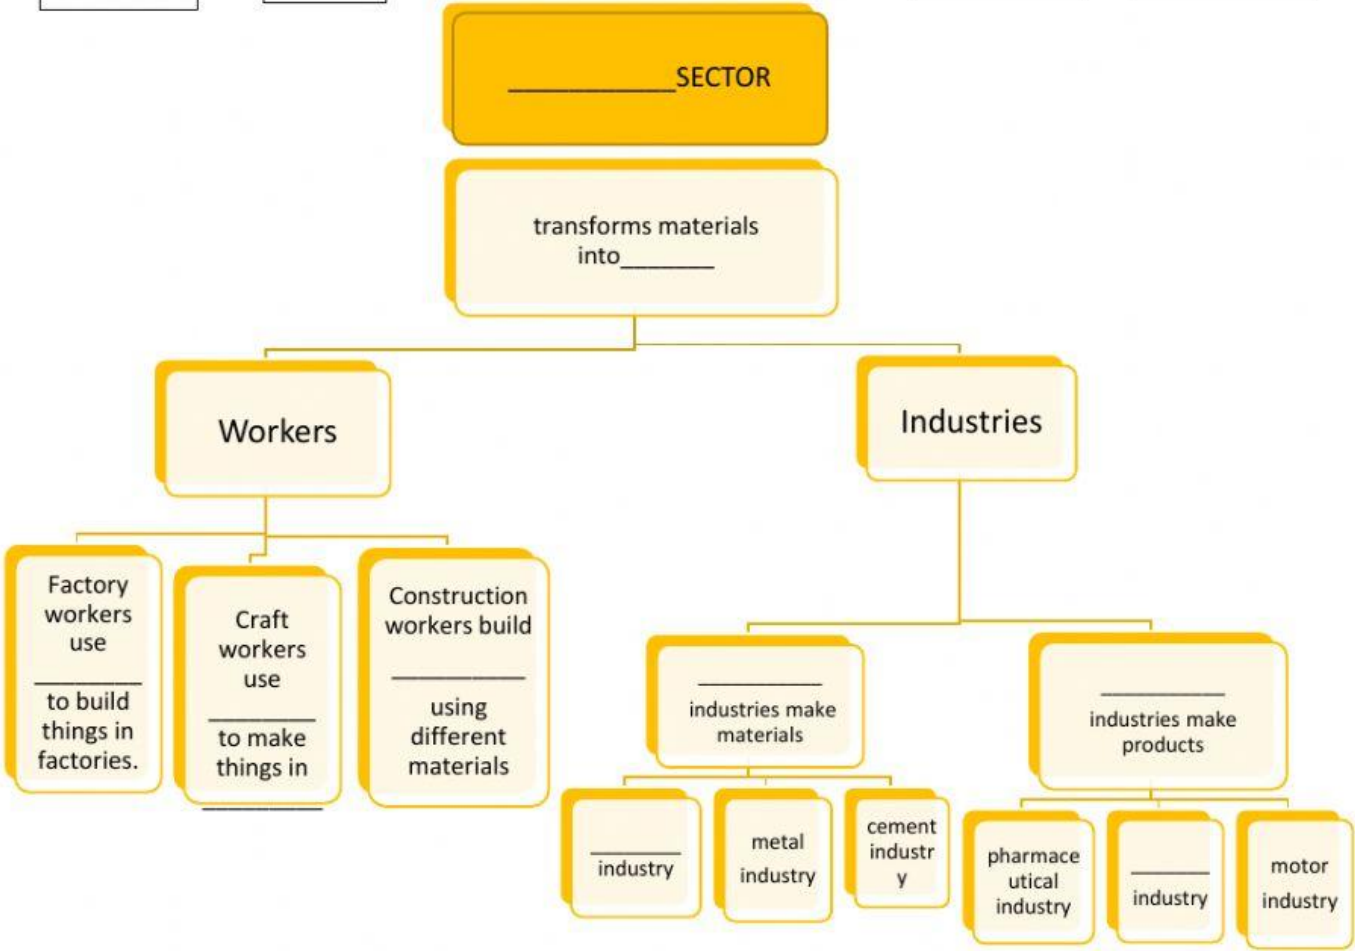 ___________SECTOR
transforms materials
into_______
Workers
Industries
Factory
workers
use
________
to build
things in
factories.
Craft
workers
use
________
to make
things in
_________
Construction
workers build
__________
using
different
materials
__________
industries make
materials
__________
industries make
products
_______
industry
metal
industry
cement
industr
y
pharmace
utical
industry
______
industry
motor
industry